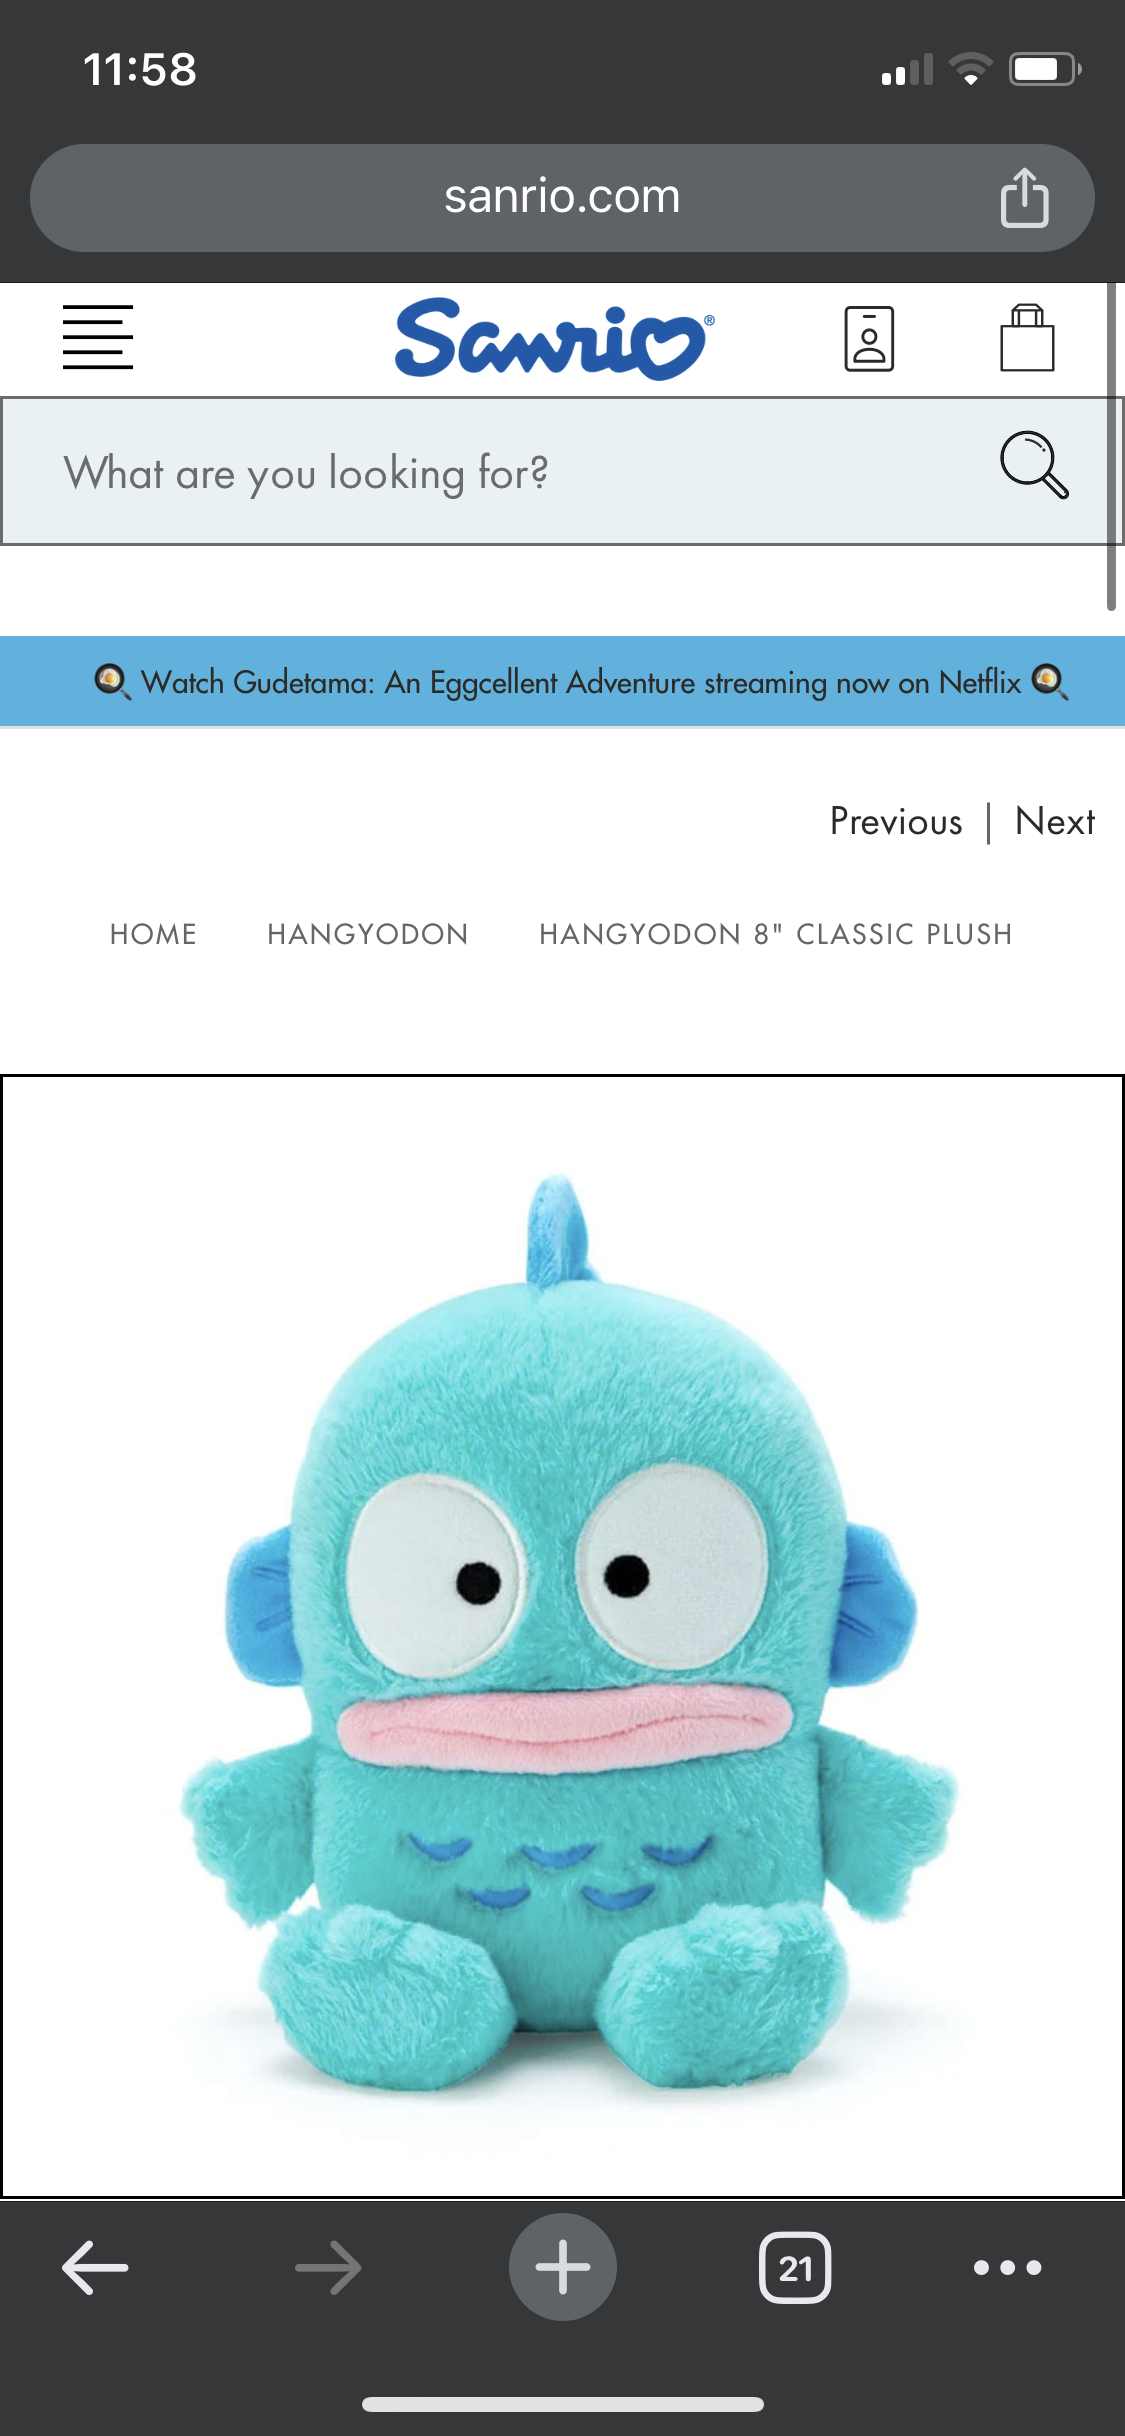 11:58
sanrio.com
Sanrio®
What are you looking for?
Watch Gudetama: An Eggcellent Adventure streaming now on Netflix
Previous | Next
HOME HANGYODON HANGYODON 8" CLASSIC PLUSH
21